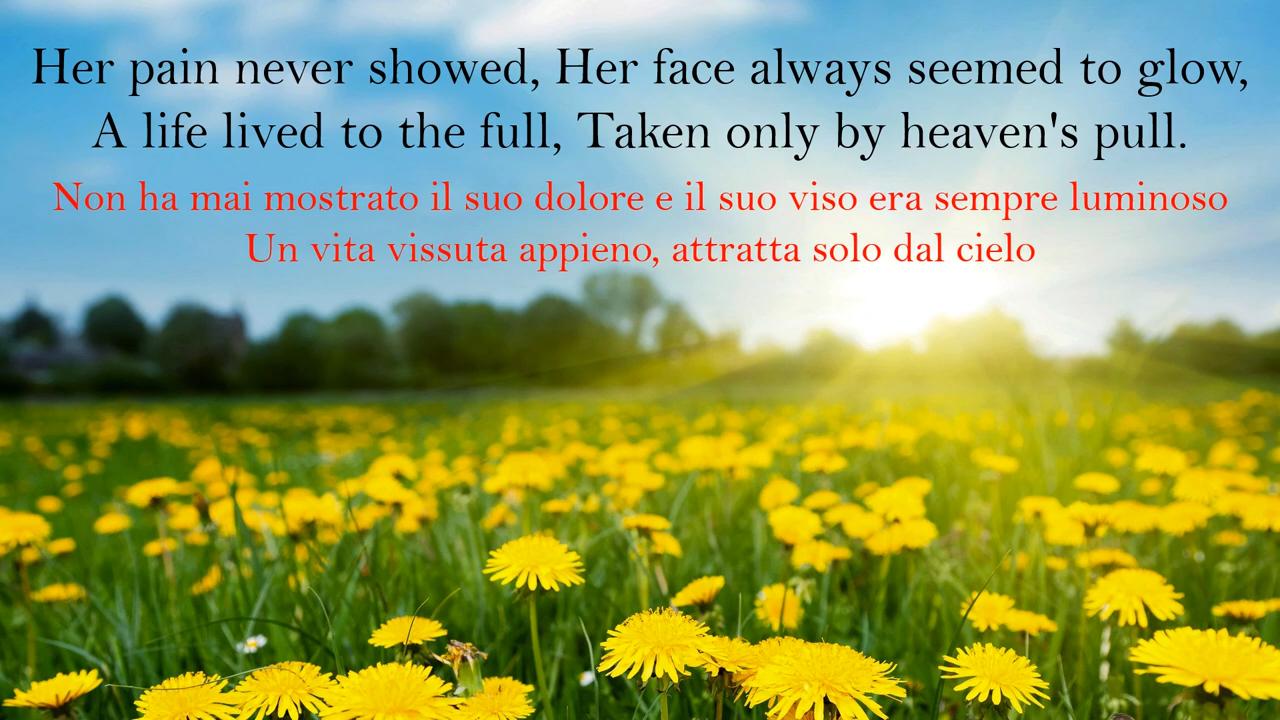 Her pain never showed, Her face always seemed to glow,
A life lived to the full, Taken only by heaven's pull.
Non ha mai mostrato il suo dolore e il suo viso era sempre luminoso
Un vita vissuta appieno, attratta solo dal cielo